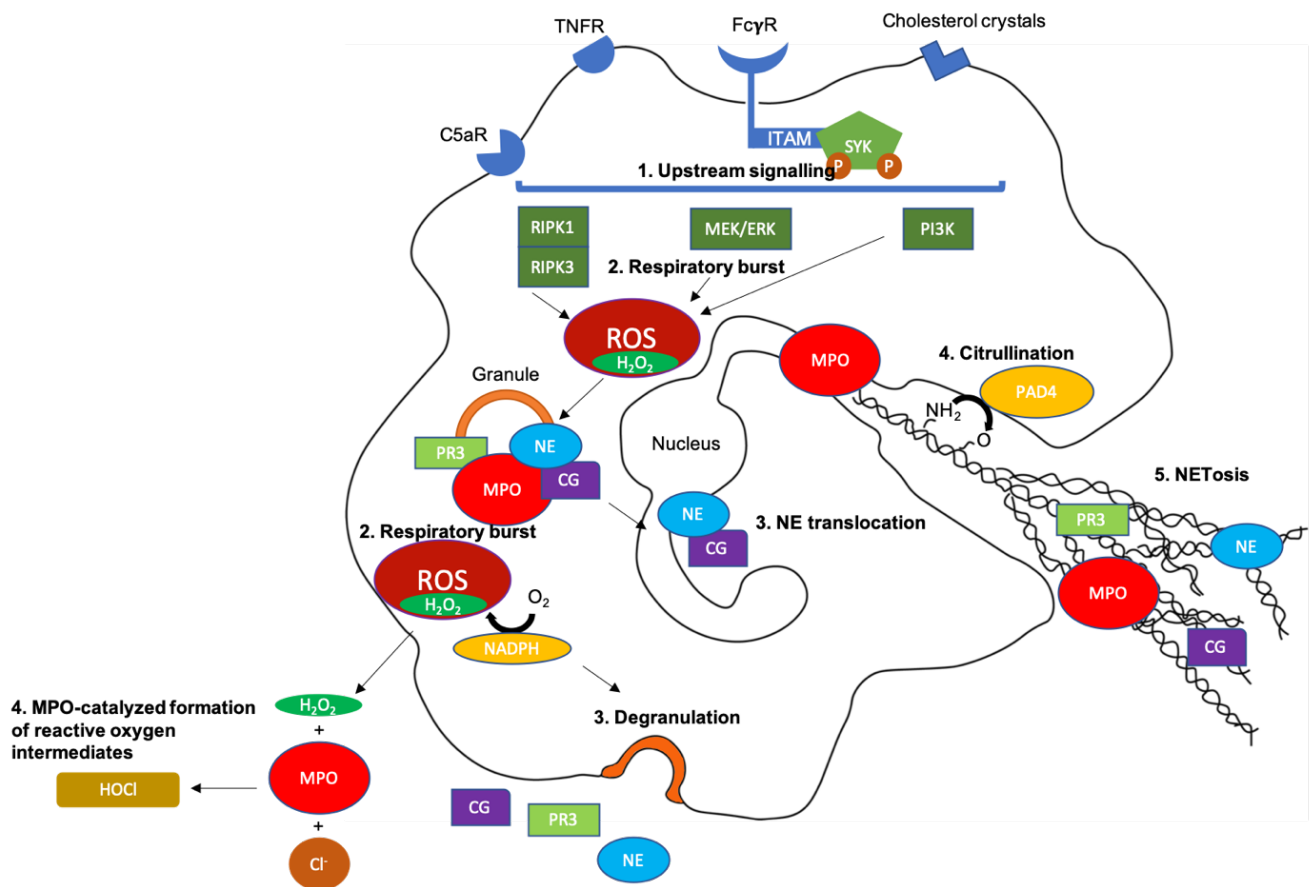 TNFR
FcγR
Cholesterol crystals
C5aR
ITAM
SYK
P
P
1. Upstream signalling
RIPK1
MEK/ERK
PI3K
RIPK3
2. Respiratory burst
ROS
H₂O₂
MPO
4. Citrullination
PAD4
Granule
NH₂
O
Nucleus
PR3
NE
MPO
CG
5. NETosis
NE
3. NE translocation
CG
PR3
NE
MPO
CG
2. Respiratory burst
ROS
H₂O₂
O₂
NADPH
4. MPO-catalyzed formation
of reactive oxygen
intermediates
H₂O₂
+
MPO
HOCl
+
Cl⁻
3. Degranulation
CG
PR3
NE